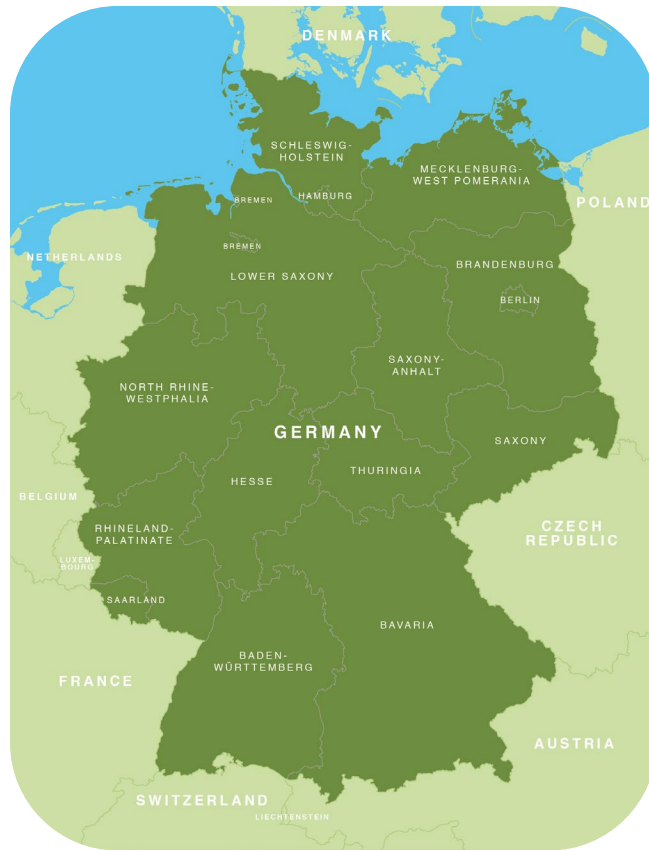 DENMARK
SCHLESWIG-
HOLSTEIN
MECKLENBURG-
WEST POMERANIA
HAMBURG
BREMEN
POLAND
BREMEN
NETHERLANDS
BRANDENBURG
LOWER SAXONY
BERLIN
SAXONY-
ANHALT
NORTH RHINE-
WESTPHALIA
GERMANY
SAXONY
THURINGIA
HESSE
BELGIUM
RHINELAND-
PALATINATE
CZECH
REPUBLIC
LUXEM-
BOURG
SAARLAND
BAVARIA
BADEN-
WÜRTTEMBERG
FRANCE
AUSTRIA
SWITZERLAND
LIECHTENSTEIN